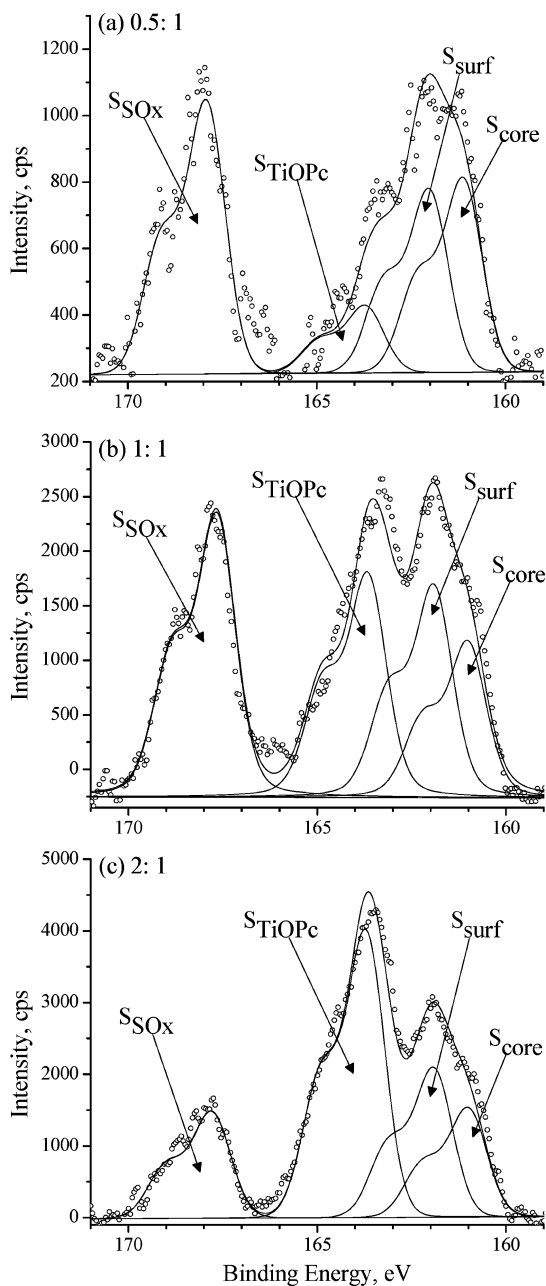 (a) 0.5: 1
1200
1000
800
600
400
200
Intensity, cps
S_SOx
S_TiOPc
S_surf
S_core
170
165
160
(b) 1: 1
3000
2500
2000
1500
1000
500
0
Intensity, cps
S_SOx
S_TiOPc
S_surf
S_core
170
165
160
(c) 2: 1
5000
4000
3000
2000
1000
0
Intensity, cps
S_SOx
S_TiOPc
S_surf
S_core
170
165
160
Binding Energy, eV